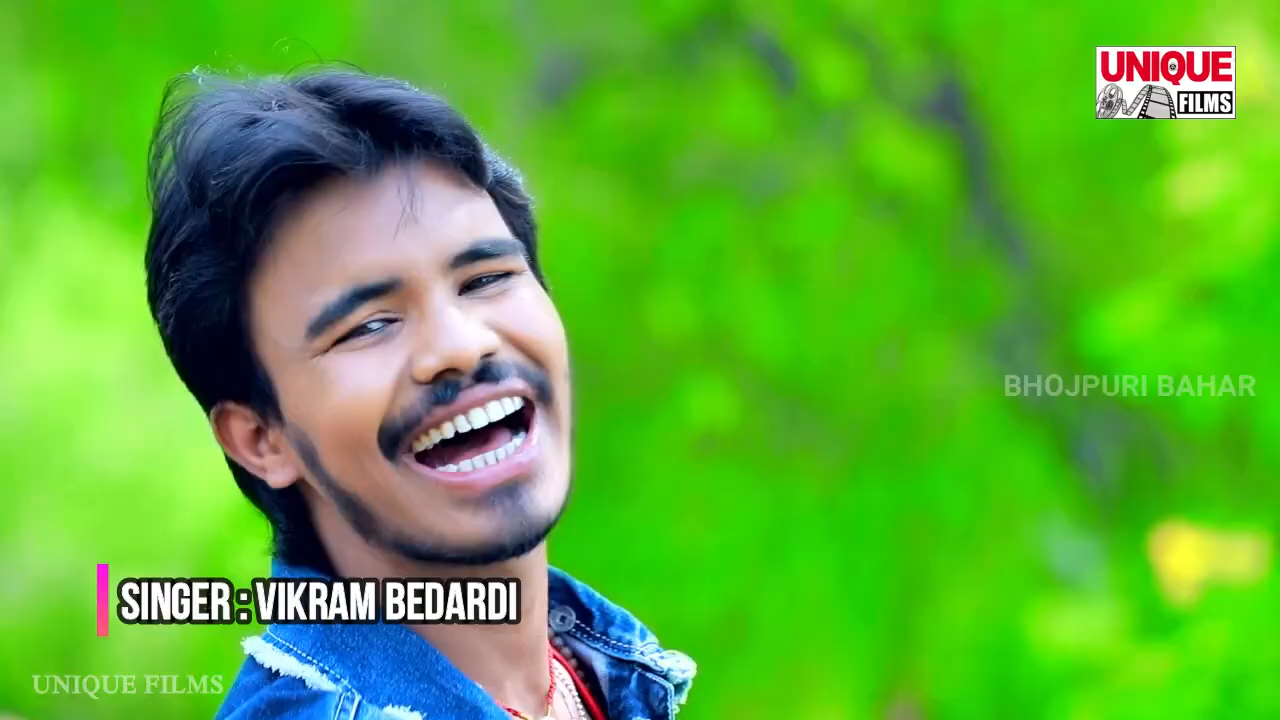 UNIQUE
FILMS
BHOJPURI BAHAR
SINGER : VIKRAM BEDARDI
UNIQUE FILMS